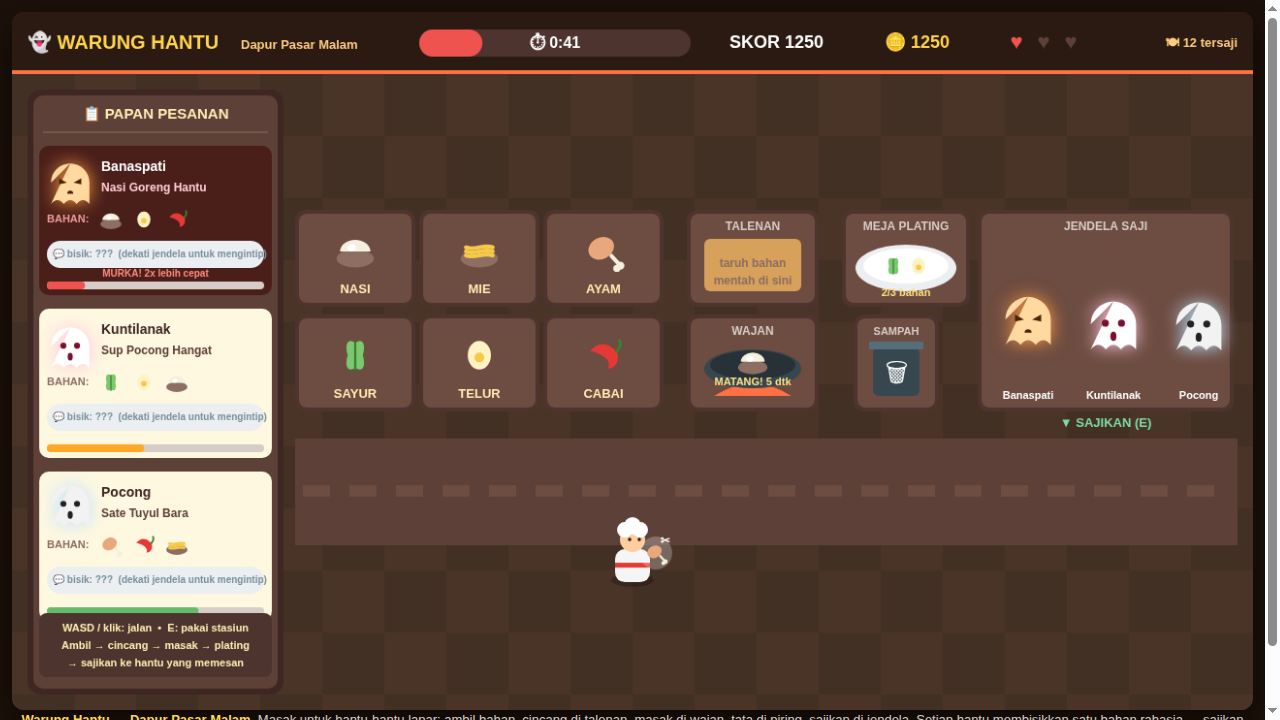 👻 WARUNG HANTU Dapur Pasar Malam ⏱ 0:41 SKOR 1250 🪙 1250 ♥ ♥ ♥ 🍽 12 tersaji
📋 PAPAN PESANAN
Banaspati
Nasi Goreng Hantu
BAHAN:
💬 bisik: ??? (dekati jendela untuk mengintip)
MURKA! 2x lebih cepat
Kuntilanak
Sup Pocong Hangat
BAHAN:
💬 bisik: ??? (dekati jendela untuk mengintip)
Pocong
Sate Tuyul Bara
BAHAN:
💬 bisik: ??? (dekati jendela untuk mengintip)
WASD / klik: jalan • E: pakai stasiun
Ambil → cincang → masak → plating
→ sajikan ke hantu yang memesan
NASI
MIE
AYAM
SAYUR
TELUR
CABAI
TALENAN
taruh bahan
mentah di sini
WAJAN
MATANG! 5 dtk
MEJA PLATING
2/3 bahan
SAMPAH
JENDELA SAJI
Banaspati
Kuntilanak
Pocong
▼ SAJIKAN (E)
Warung Hantu — Dapur Pasar Malam. Masak untuk hantu-hantu lapar: ambil bahan, cincang di talenan, masak di wajan, tata di piring, sajikan di jendela. Setiap hantu membisikkan satu bahan rahasia — sajikan